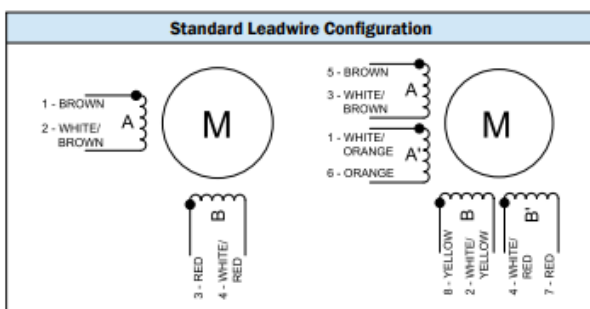 Standard Leadwire Configuration
1 - BROWN
2 - WHITE/
BROWN
A
M
B
3 - RED
4 - WHITE/
RED
5 - BROWN
3 - WHITE/
BROWN
A
1 - WHITE/
ORANGE
A'
6 - ORANGE
M
B
B'
8 - YELLOW
2 - WHITE/
YELLOW
4 - WHITE/
RED
7 - RED